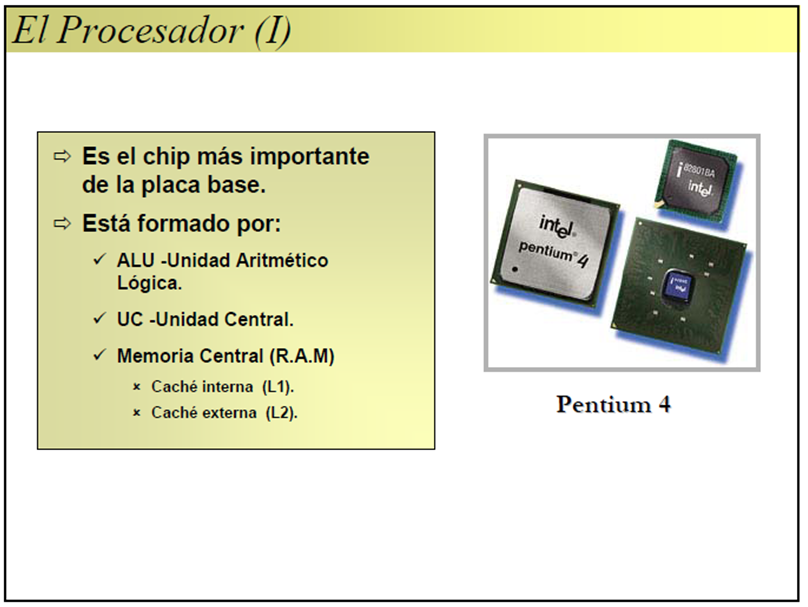 El Procesador (I)
⇨ Es el chip más importante
de la placa base.
⇨ Está formado por:
✓ ALU -Unidad Aritmético
Lógica.
✓ UC -Unidad Central.
✓ Memoria Central (R.A.M)
× Caché interna (L1).
× Caché externa (L2).
82801BA
intel®
intel®
pentium® 4
intel
Pentium 4